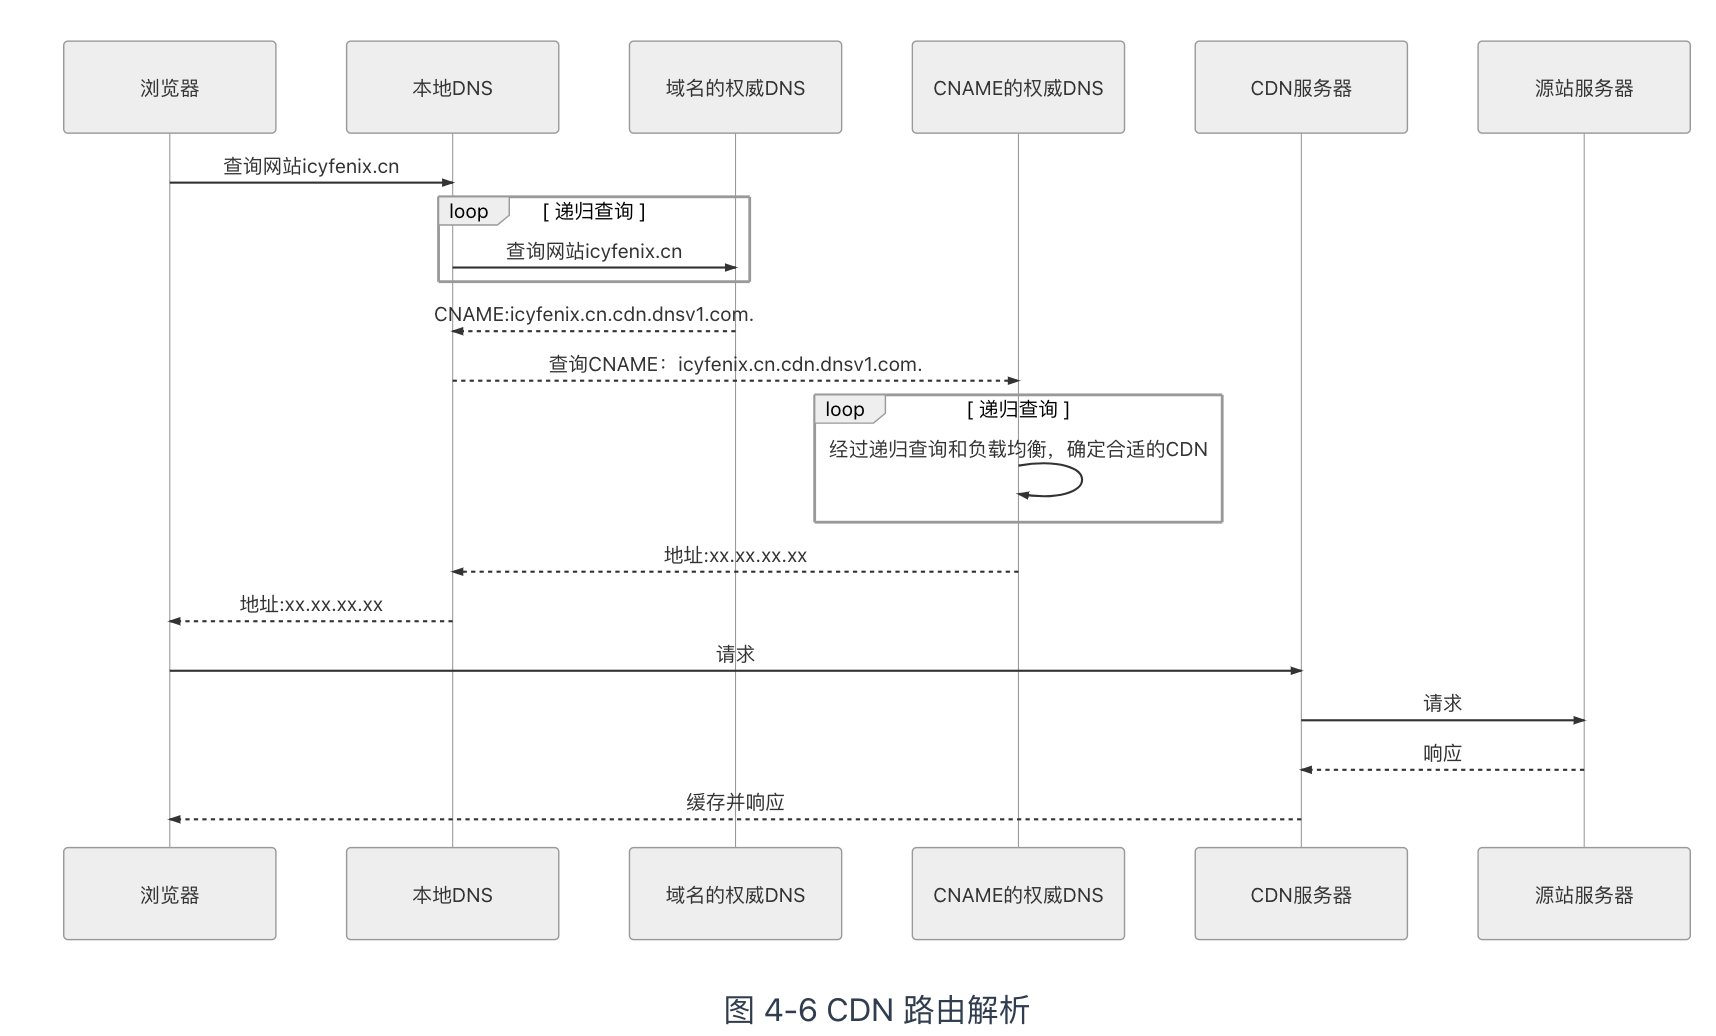 浏览器
本地DNS
域名的权威DNS
CNAME的权威DNS
CDN服务器
源站服务器
查询网站icyfenix.cn
loop
[ 递归查询 ]
查询网站icyfenix.cn
CNAME:icyfenix.cn.cdn.dnsv1.com.
查询CNAME：icyfenix.cn.cdn.dnsv1.com.
loop
[ 递归查询 ]
经过递归查询和负载均衡，确定合适的CDN
地址:xx.xx.xx.xx
地址:xx.xx.xx.xx
请求
请求
响应
缓存并响应
浏览器
本地DNS
域名的权威DNS
CNAME的权威DNS
CDN服务器
源站服务器
图 4-6 CDN 路由解析